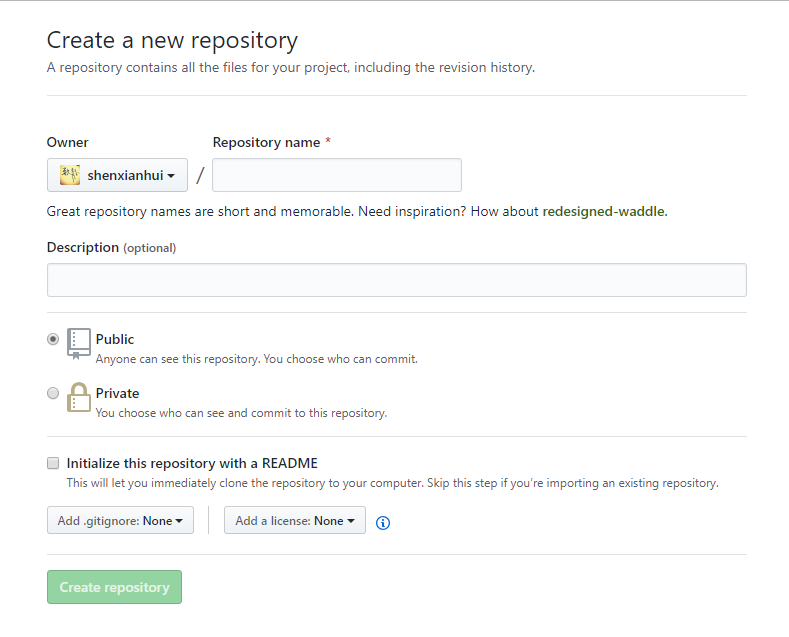 Create a new repository
A repository contains all the files for your project, including the revision history.
Owner
Repository name *
shenxianhui
/
Great repository names are short and memorable. Need inspiration? How about redesigned-waddle.
Description (optional)
Public
Anyone can see this repository. You choose who can commit.
Private
You choose who can see and commit to this repository.
Initialize this repository with a README
This will let you immediately clone the repository to your computer. Skip this step if you’re importing an existing repository.
Add .gitignore: None
Add a license: None
Create repository